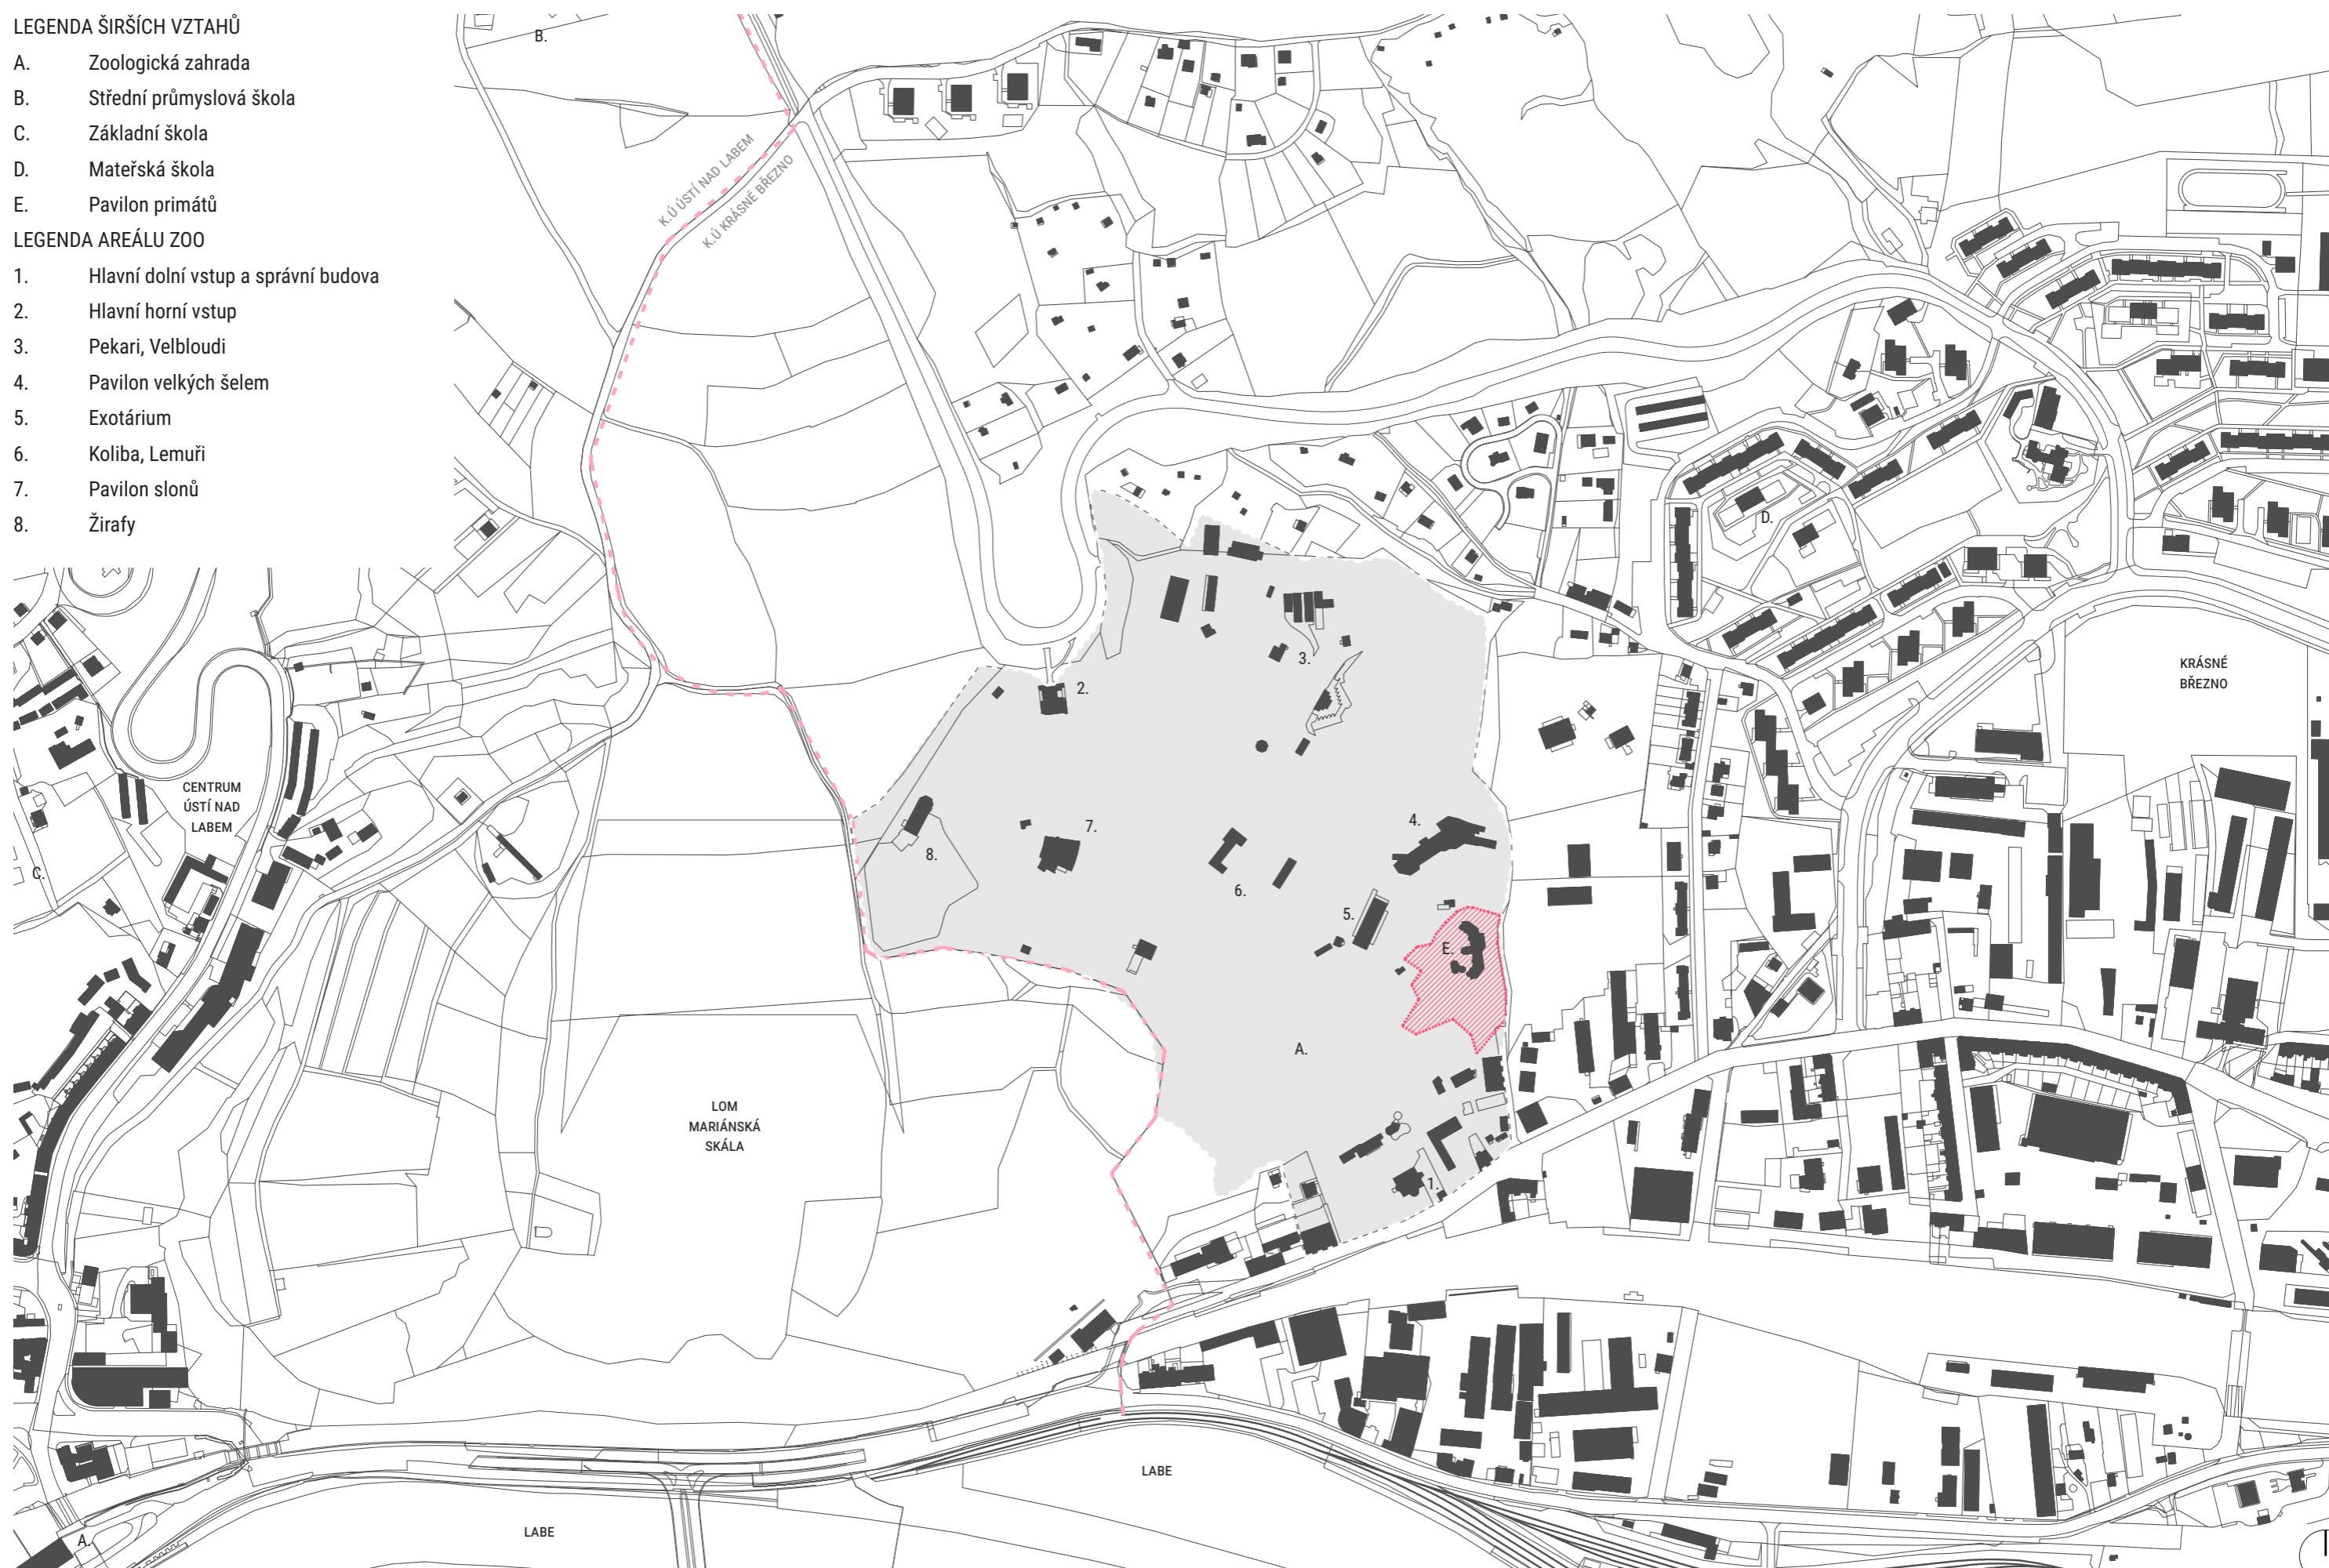 LEGENDA ŠIRŠÍCH VZTAHŮ
A. Zoologická zahrada
B. Střední průmyslová škola
C. Základní škola
D. Mateřská škola
E. Pavilon primátů
LEGENDA AREÁLU ZOO
1. Hlavní dolní vstup a správní budova
2. Hlavní horní vstup
3. Pekari, Velbloudi
4. Pavilon velkých šelem
5. Exotárium
6. Koliba, Lemuři
7. Pavilon slonů
8. Žirafy
B.
K.Ú ÚSTÍ NAD LABEM
K.Ú KRÁSNÉ BŘEZNO
D.
3.
2.
KRÁSNÉ
BŘEZNO
CENTRUM
ÚSTÍ NAD
LABEM
4.
7.
8.
C.
6.
5.
E.
A.
LOM
MARIÁNSKÁ
SKÁLA
1.
LABE
LABE
A.